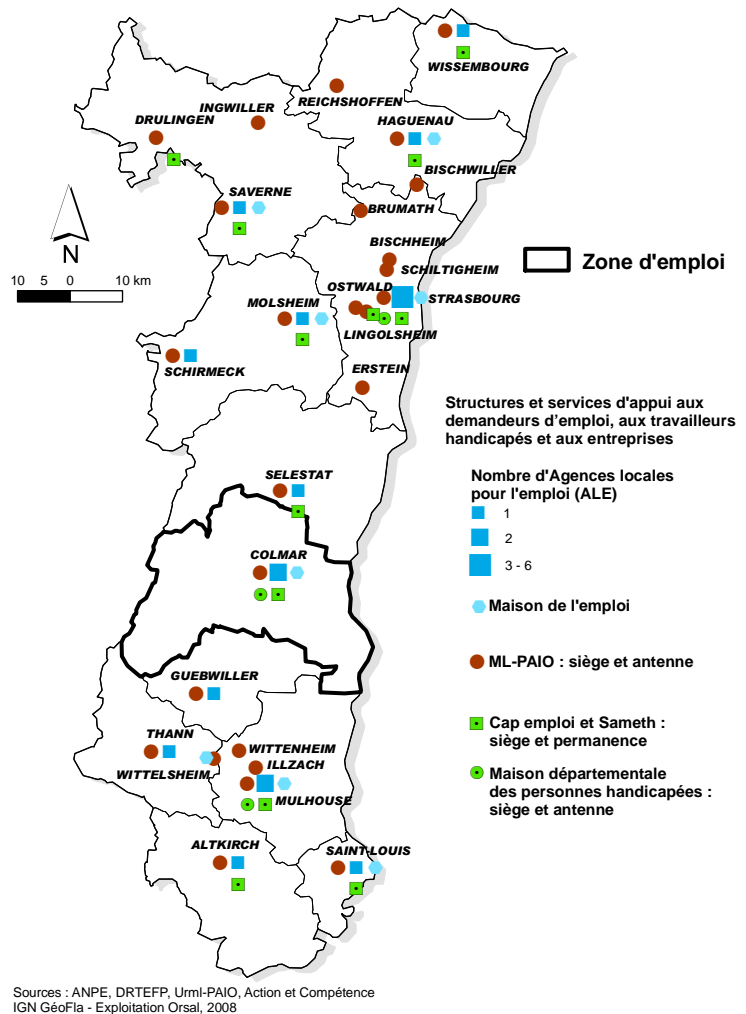 WISSEMBOURG
REICHSHOFFEN
INGWILLER
DRULINGEN
HAGUENAU
BISCHWILLER
SAVERNE
BRUMATH
N
10 5 0 10 km
BISCHHEIM
SCHILTIGHEIM
Zone d'emploi
OSTWALD
STRASBOURG
MOLSHEIM
LINGOLSHEIM
SCHIRMECK
ERSTEIN
Structures et services d'appui aux
demandeurs d'emploi, aux travailleurs
handicapés et aux entreprises
SELESTAT
Nombre d'Agences locales
pour l'emploi (ALE)
1
2
3 - 6
COLMAR
Maison de l'emploi
ML-PAIO : siège et antenne
GUEBWILLER
Cap emploi et Sameth :
siège et permanence
THANN
WITTENHEIM
ILLZACH
WITTELSHEIM
MULHOUSE
Maison départementale
des personnes handicapées :
siège et antenne
ALTKIRCH
SAINT-LOUIS
Sources : ANPE, DRTEFP, Urml-PAIO, Action et Compétence
IGN GéoFla - Exploitation Orsal, 2008